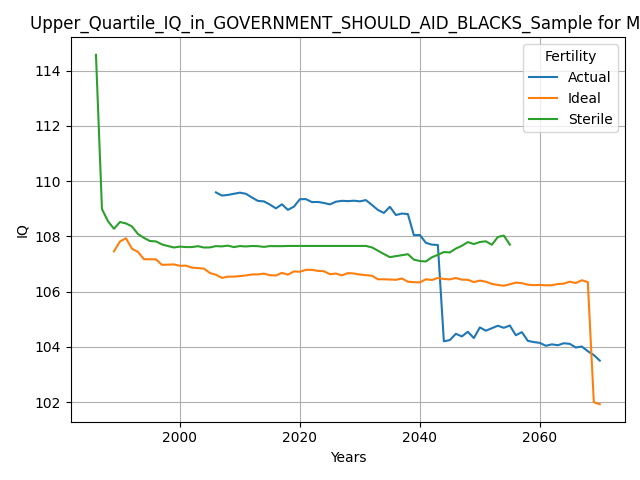 Upper_Quartile_IQ_in_GOVERNMENT_SHOULD_AID_BLACKS_Sample for M
Fertility
Actual
Ideal
Sterile
114
112
110
108
106
104
102
IQ
2000
2020
2040
2060
Years